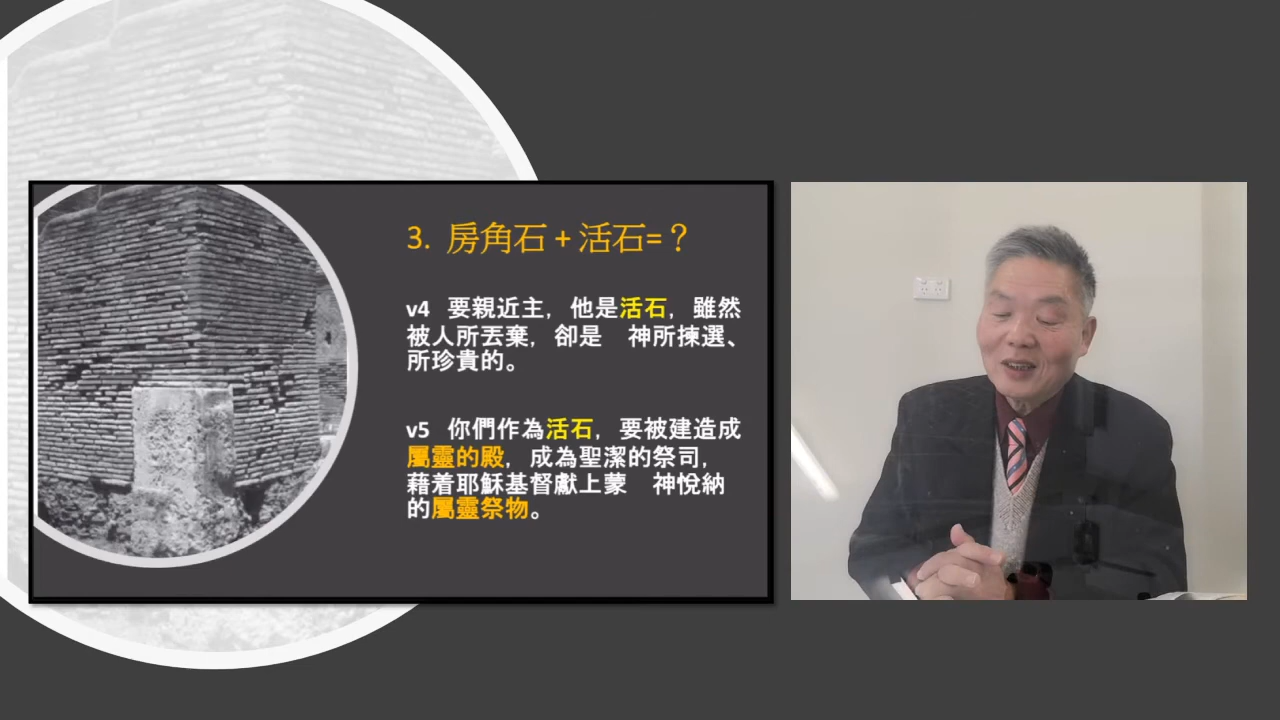 3. 房角石 + 活石= ?
v4 要親近主，他是活石，雖然
被人所丟棄，卻是　神所揀選、
所珍貴的。
v5 你們作為活石，要被建造成
屬靈的殿，成為聖潔的祭司，
藉着耶穌基督獻上蒙　神悅納
的屬靈祭物。